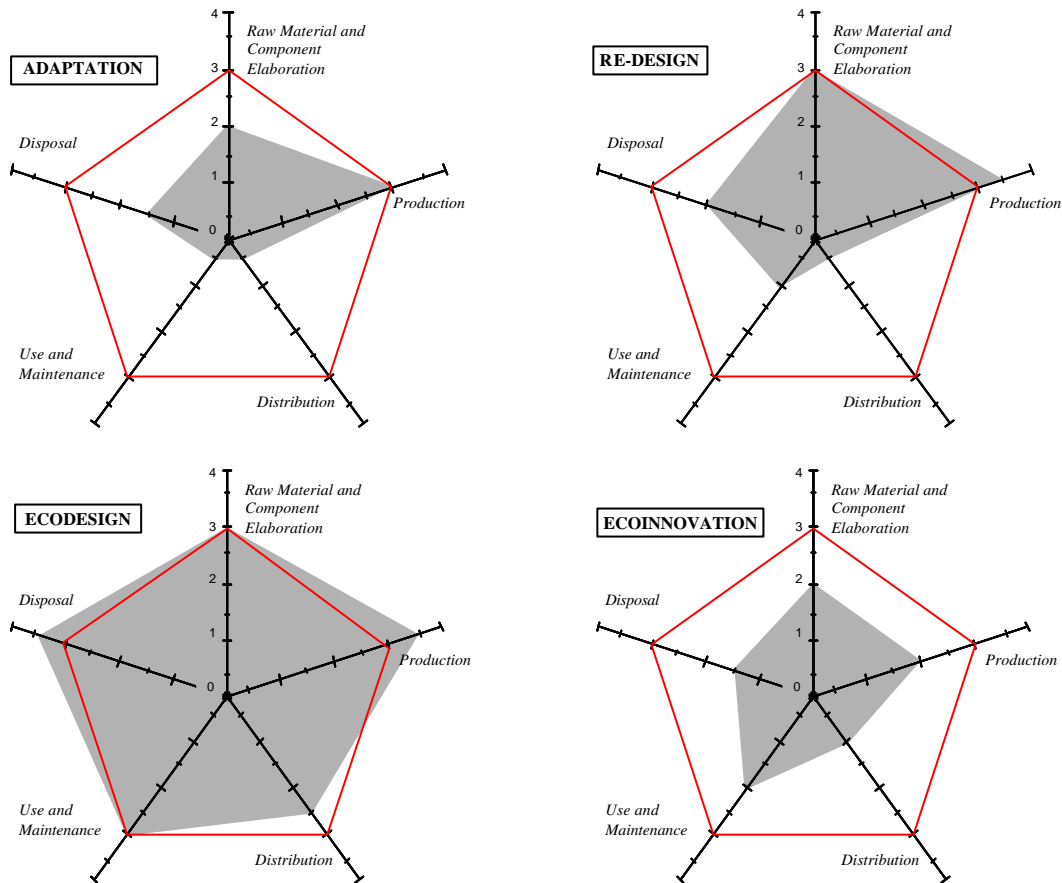 4
Raw Material and
Component
Elaboration
ADAPTATION
3
2
Disposal
1
Production
0
Use and
Maintenance
Distribution
4
Raw Material and
Component
Elaboration
RE-DESIGN
3
2
Disposal
1
Production
0
Use and
Maintenance
Distribution
4
Raw Material and
Component
Elaboration
ECODESIGN
3
2
Disposal
1
Production
0
Use and
Maintenance
Distribution
4
Raw Material and
Component
Elaboration
ECOINNOVATION
3
2
Disposal
1
Production
0
Use and
Maintenance
Distribution